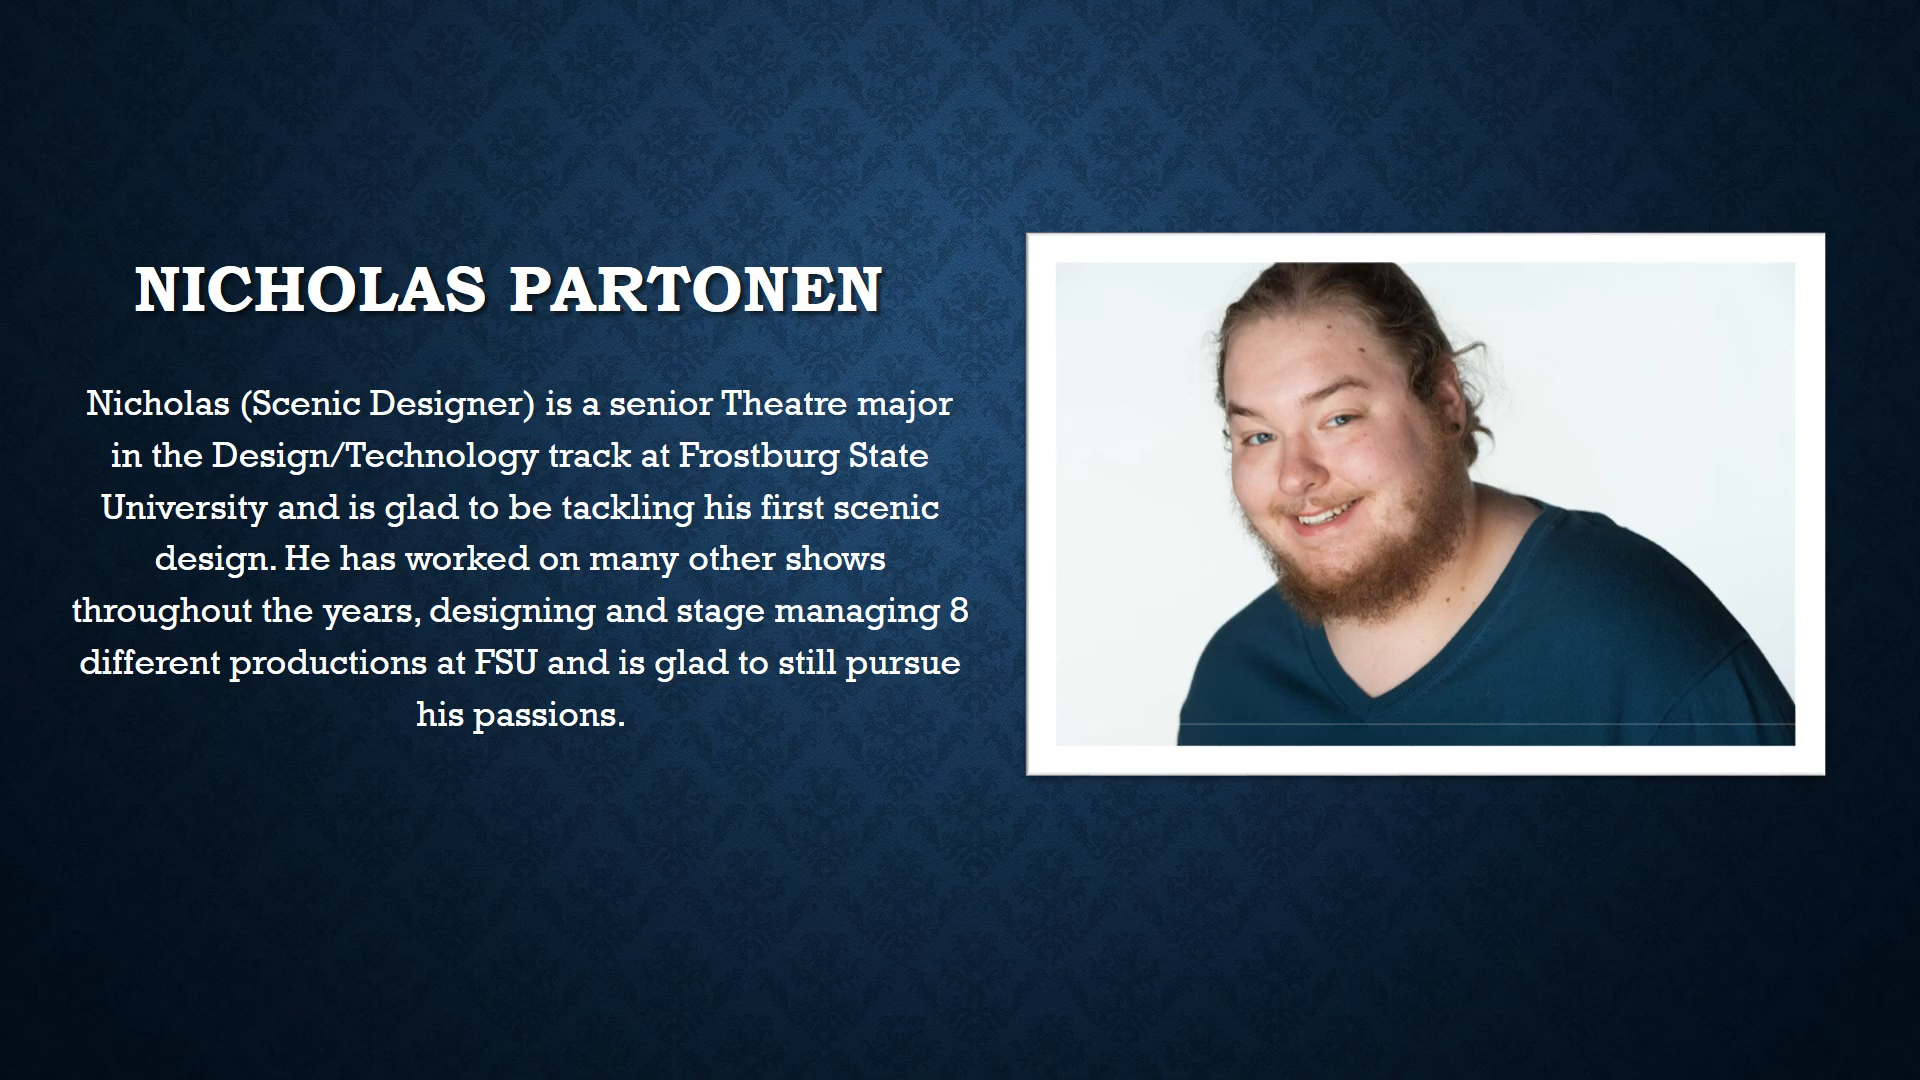 NICHOLAS PARTONEN
Nicholas (Scenic Designer) is a senior Theatre major
in the Design/Technology track at Frostburg State
University and is glad to be tackling his first scenic
design. He has worked on many other shows
throughout the years, designing and stage managing 8
different productions at FSU and is glad to still pursue
his passions.